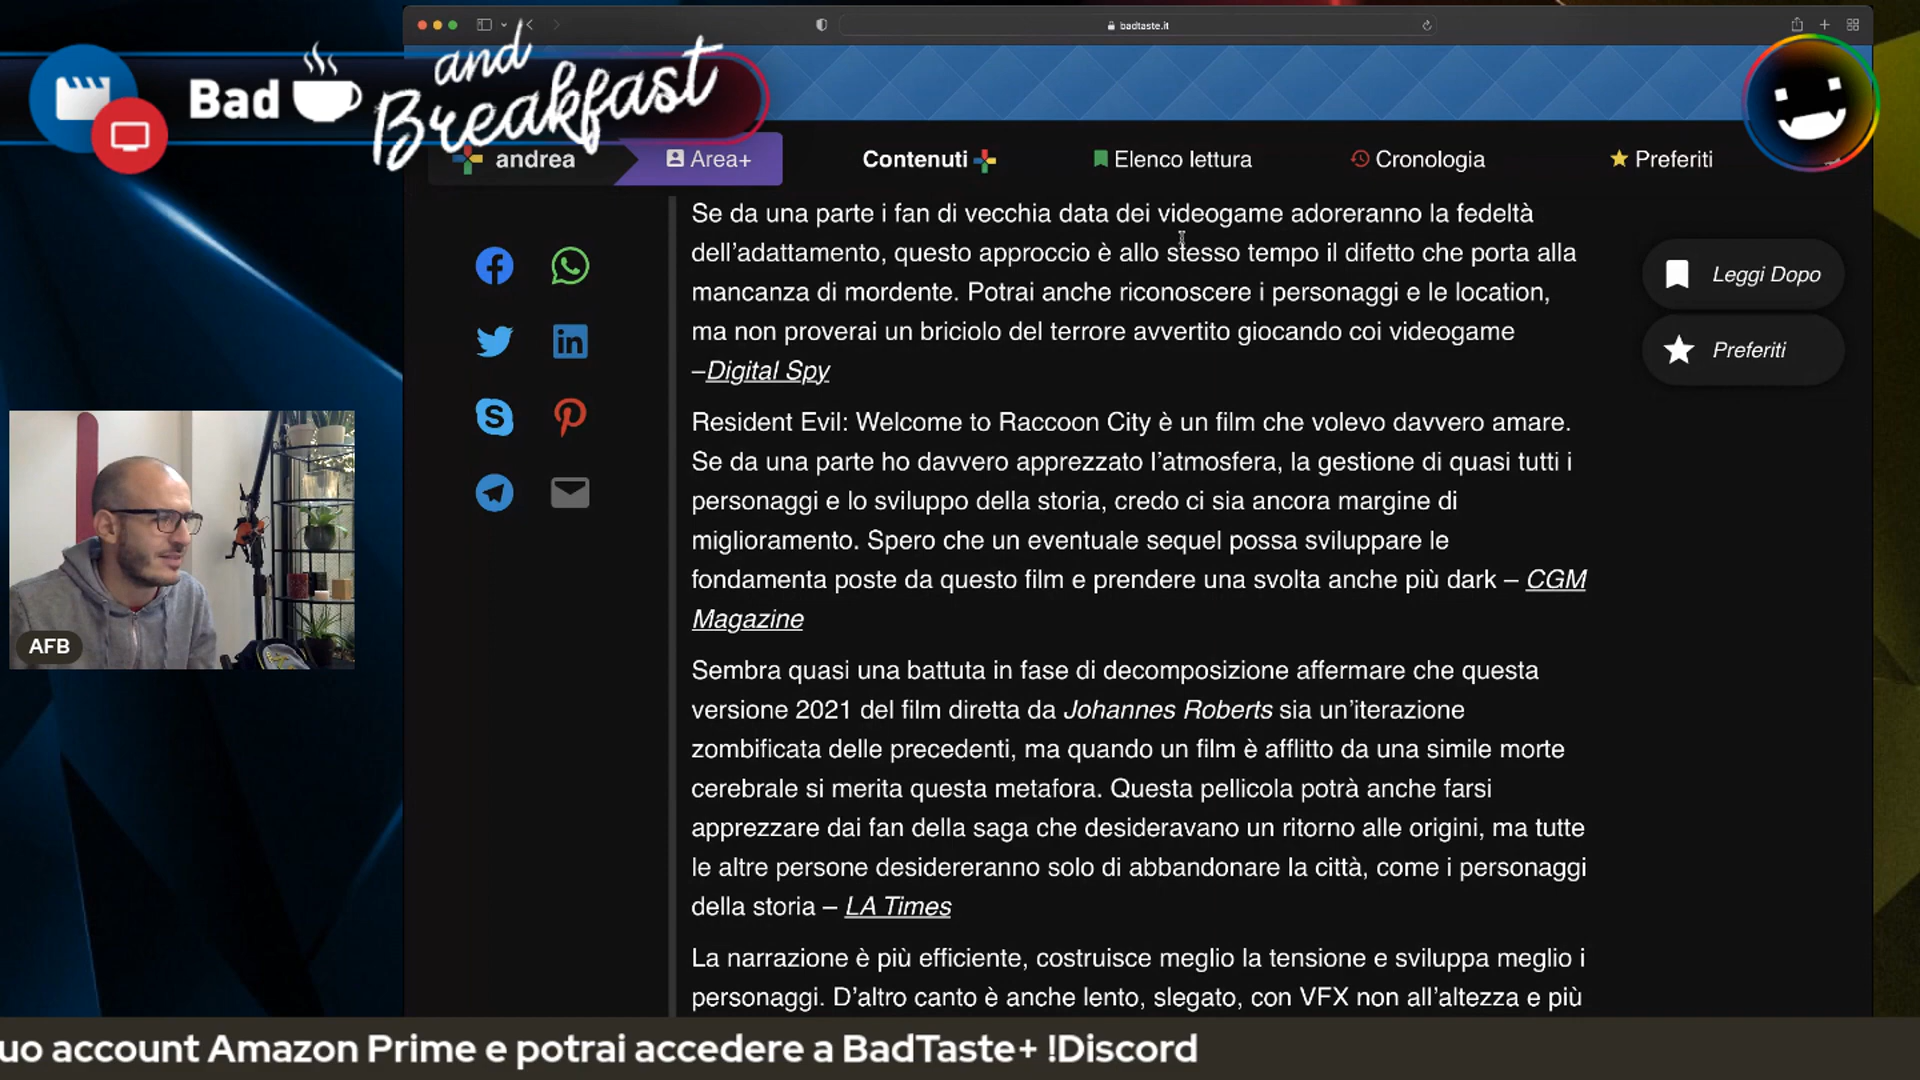 badtaste.it
Bad and Breakfast
andrea
Area+
Contenuti
Elenco lettura
Cronologia
Preferiti
Se da una parte i fan di vecchia data dei videogame adoreranno la fedeltà
dell’adattamento, questo approccio è allo stesso tempo il difetto che porta alla
mancanza di mordente. Potrai anche riconoscere i personaggi e le location,
ma non proverai un briciolo del terrore avvertito giocando coi videogame
–Digital Spy
Leggi Dopo
Preferiti
Resident Evil: Welcome to Raccoon City è un film che volevo davvero amare.
Se da una parte ho davvero apprezzato l’atmosfera, la gestione di quasi tutti i
personaggi e lo sviluppo della storia, credo ci sia ancora margine di
miglioramento. Spero che un eventuale sequel possa sviluppare le
fondamenta poste da questo film e prendere una svolta anche più dark – CGM
Magazine
AFB
Sembra quasi una battuta in fase di decomposizione affermare che questa
versione 2021 del film diretta da Johannes Roberts sia un’iterazione
zombificata delle precedenti, ma quando un film è afflitto da una simile morte
cerebrale si merita questa metafora. Questa pellicola potrà anche farsi
apprezzare dai fan della saga che desideravano un ritorno alle origini, ma tutte
le altre persone desidereranno solo di abbandonare la città, come i personaggi
della storia – LA Times
La narrazione è più efficiente, costruisce meglio la tensione e sviluppa meglio i
personaggi. D’altro canto è anche lento, slegato, con VFX non all’altezza e più
uo account Amazon Prime e potrai accedere a BadTaste+ !Discord